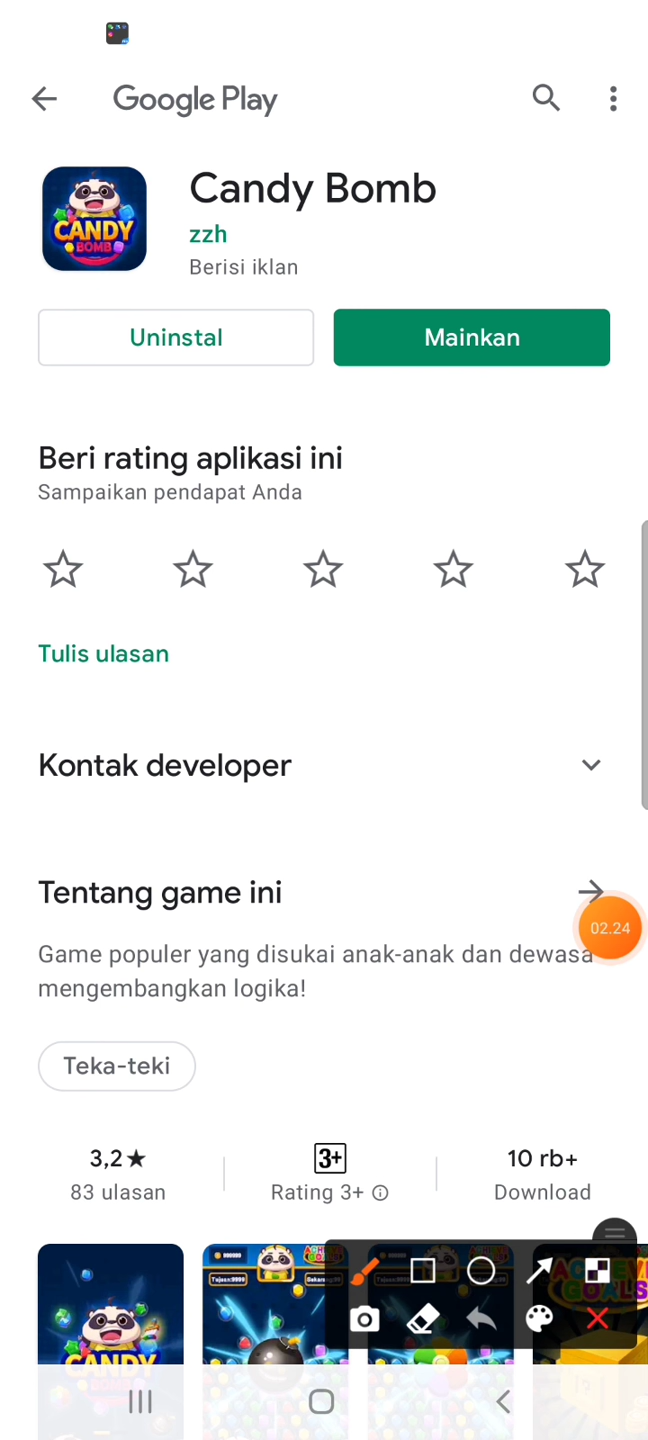 Google Play
Candy Bomb
zzh
Berisi iklan
CANDY
BOMB
Uninstal
Mainkan
Beri rating aplikasi ini
Sampaikan pendapat Anda
Tulis ulasan
Kontak developer
Tentang game ini
02.24
Game populer yang disukai anak-anak dan dewasa
mengembangkan logika!
Teka-teki
3,2★
3+
10 rb+
83 ulasan
Rating 3+
Download
CANDY
GOALS